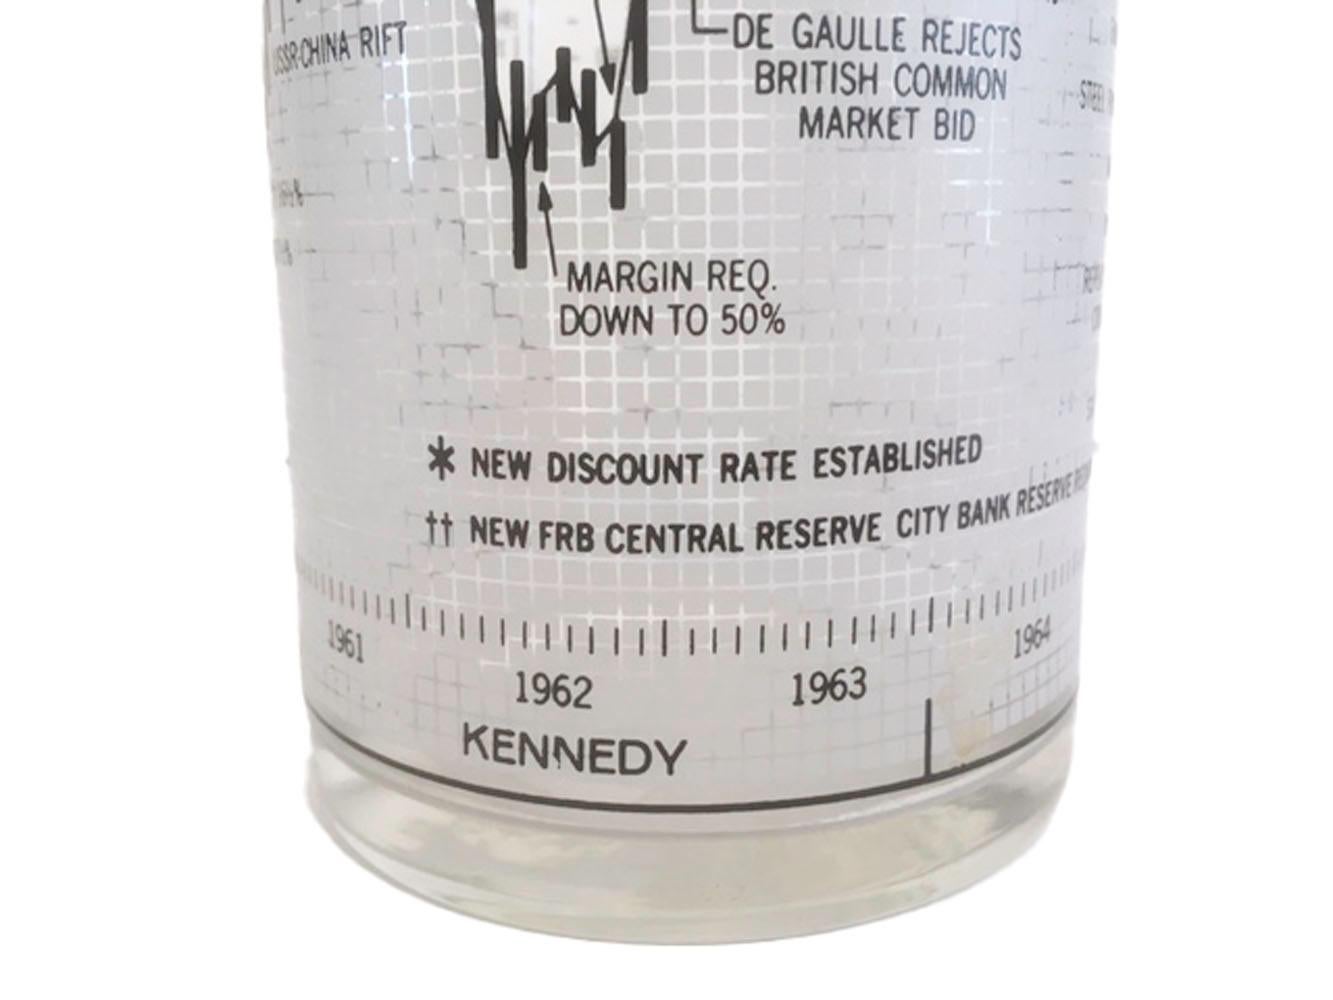 USSR-CHINA RIFT
DE GAULLE REJECTS
BRITISH COMMON
MARKET BID
STEEL
MARGIN REQ.
DOWN TO 50%
* NEW DISCOUNT RATE ESTABLISHED
†† NEW FRB CENTRAL RESERVE CITY BANK RESERVE
1961
1962
1963
1964
KENNEDY